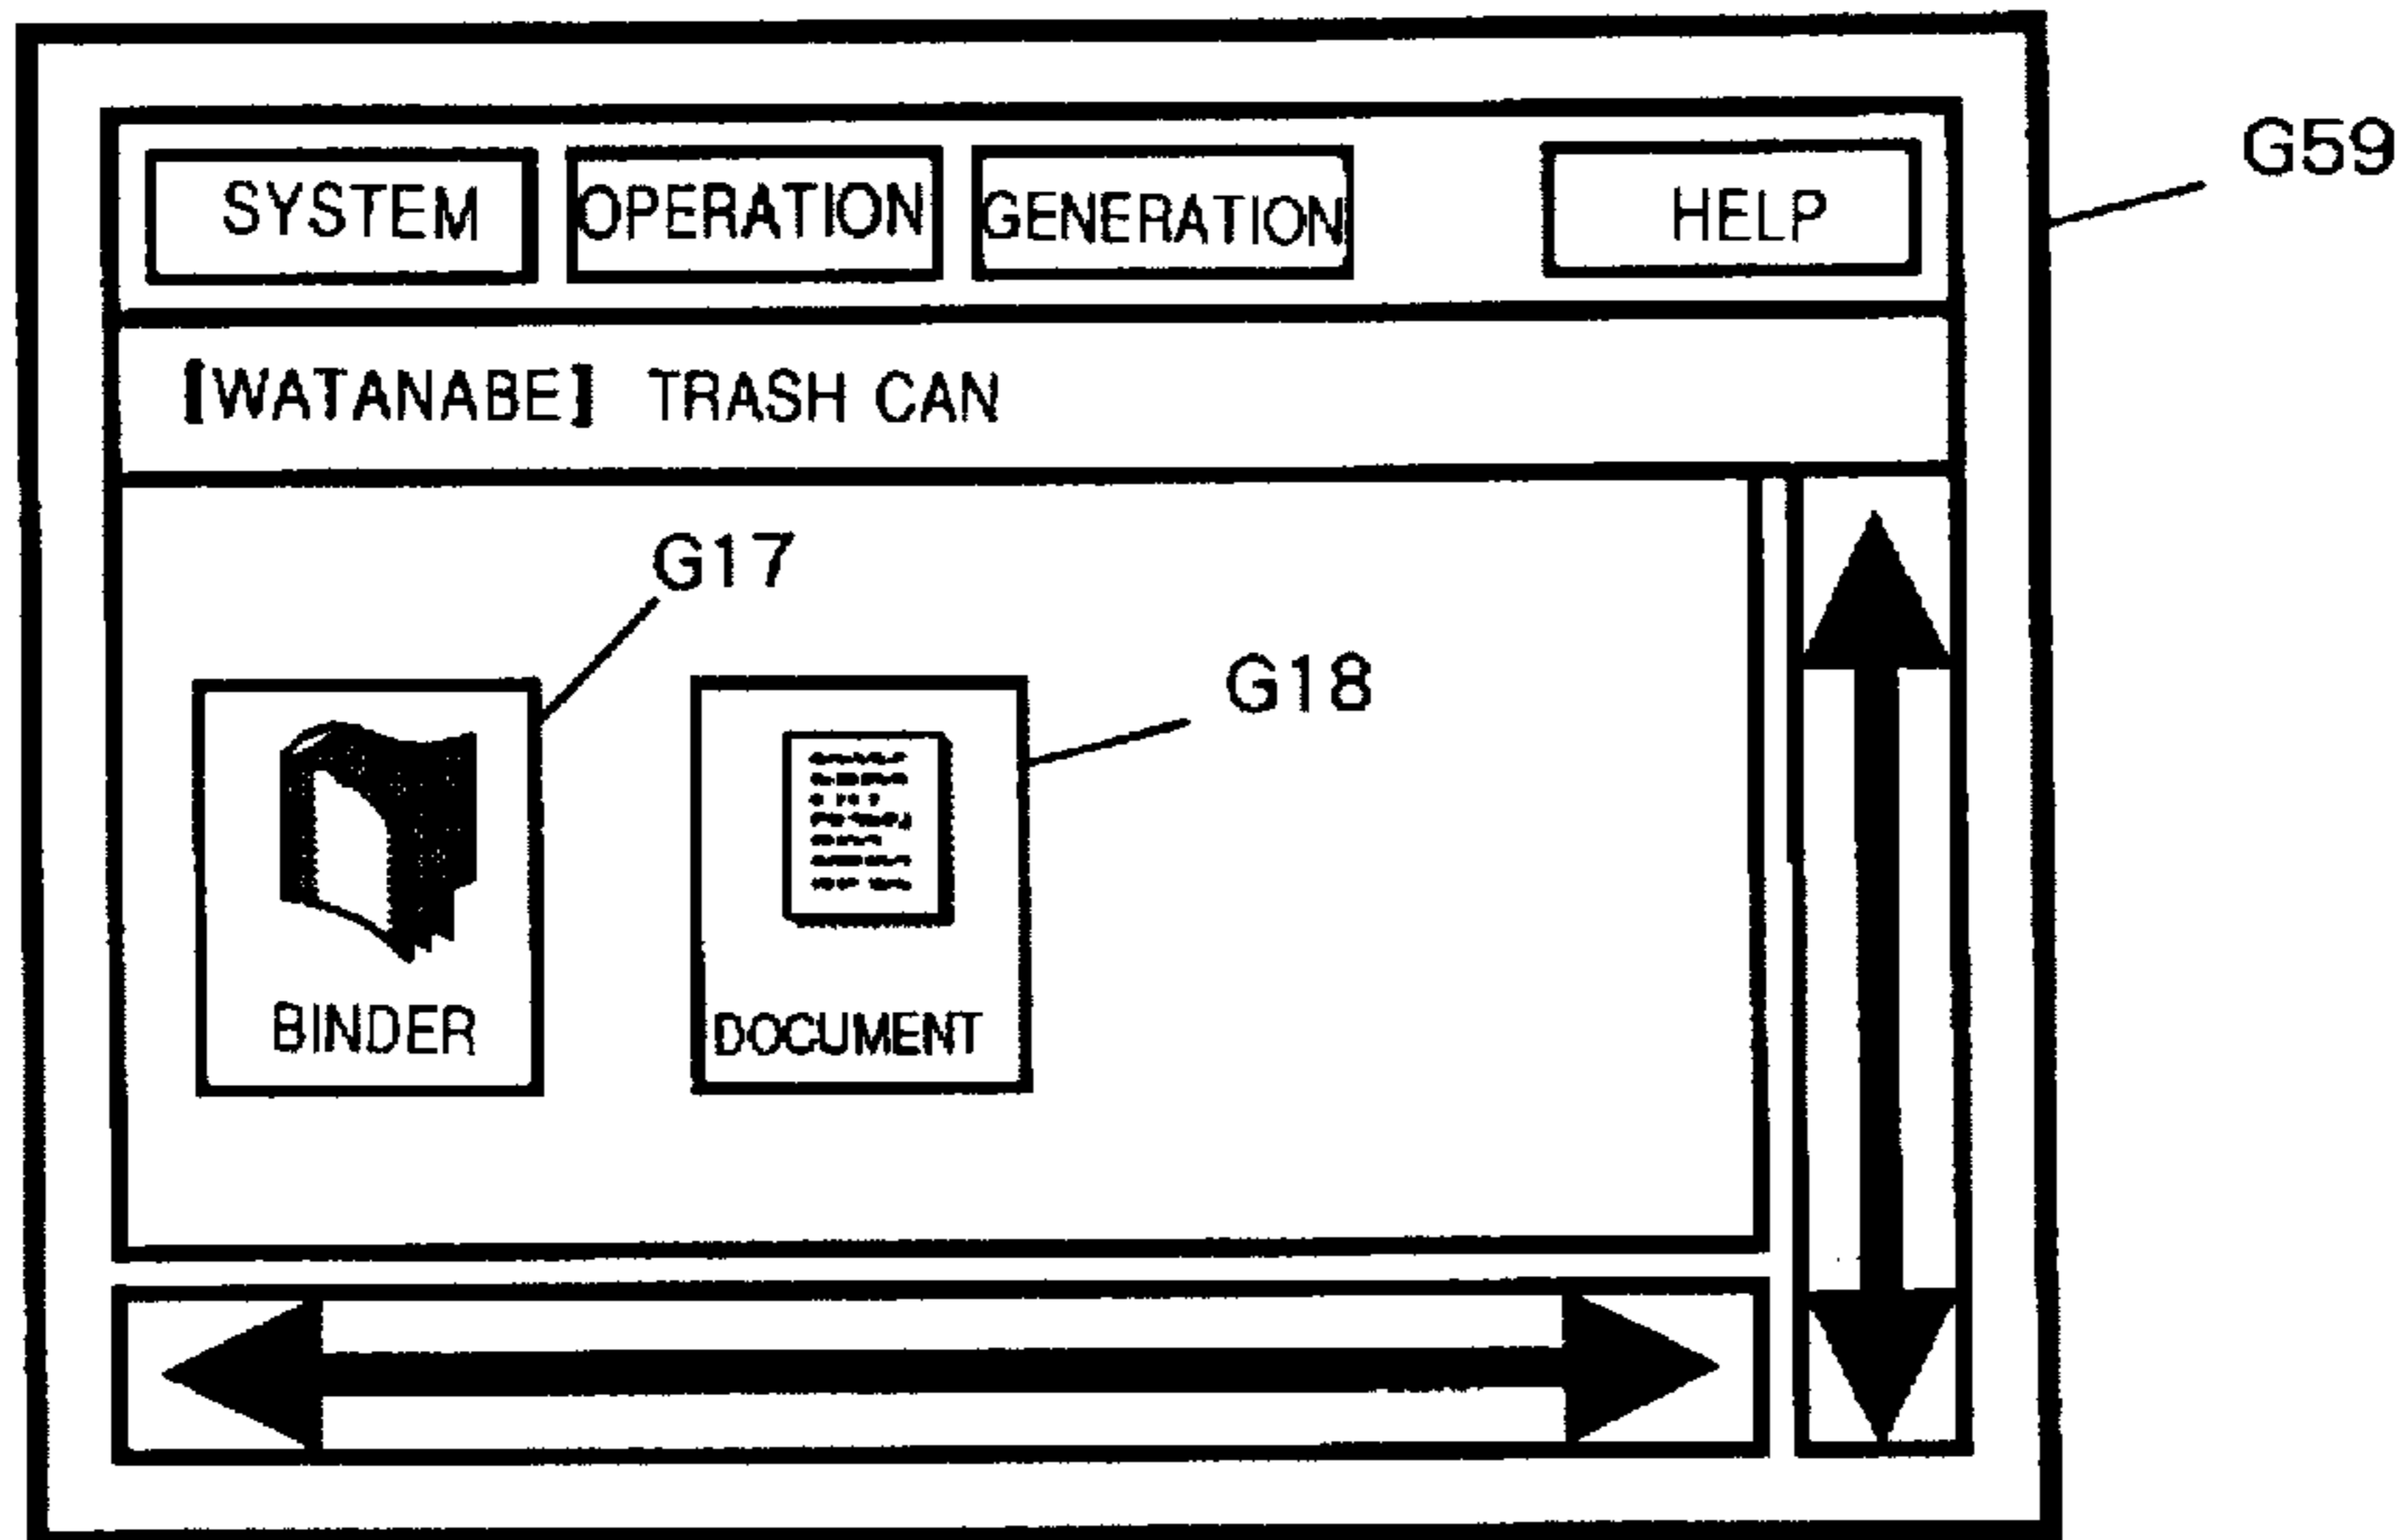 G59
SYSTEM OPERATION GENERATION HELP
[WATANABE] TRASH CAN
G17
G18
BINDER DOCUMENT